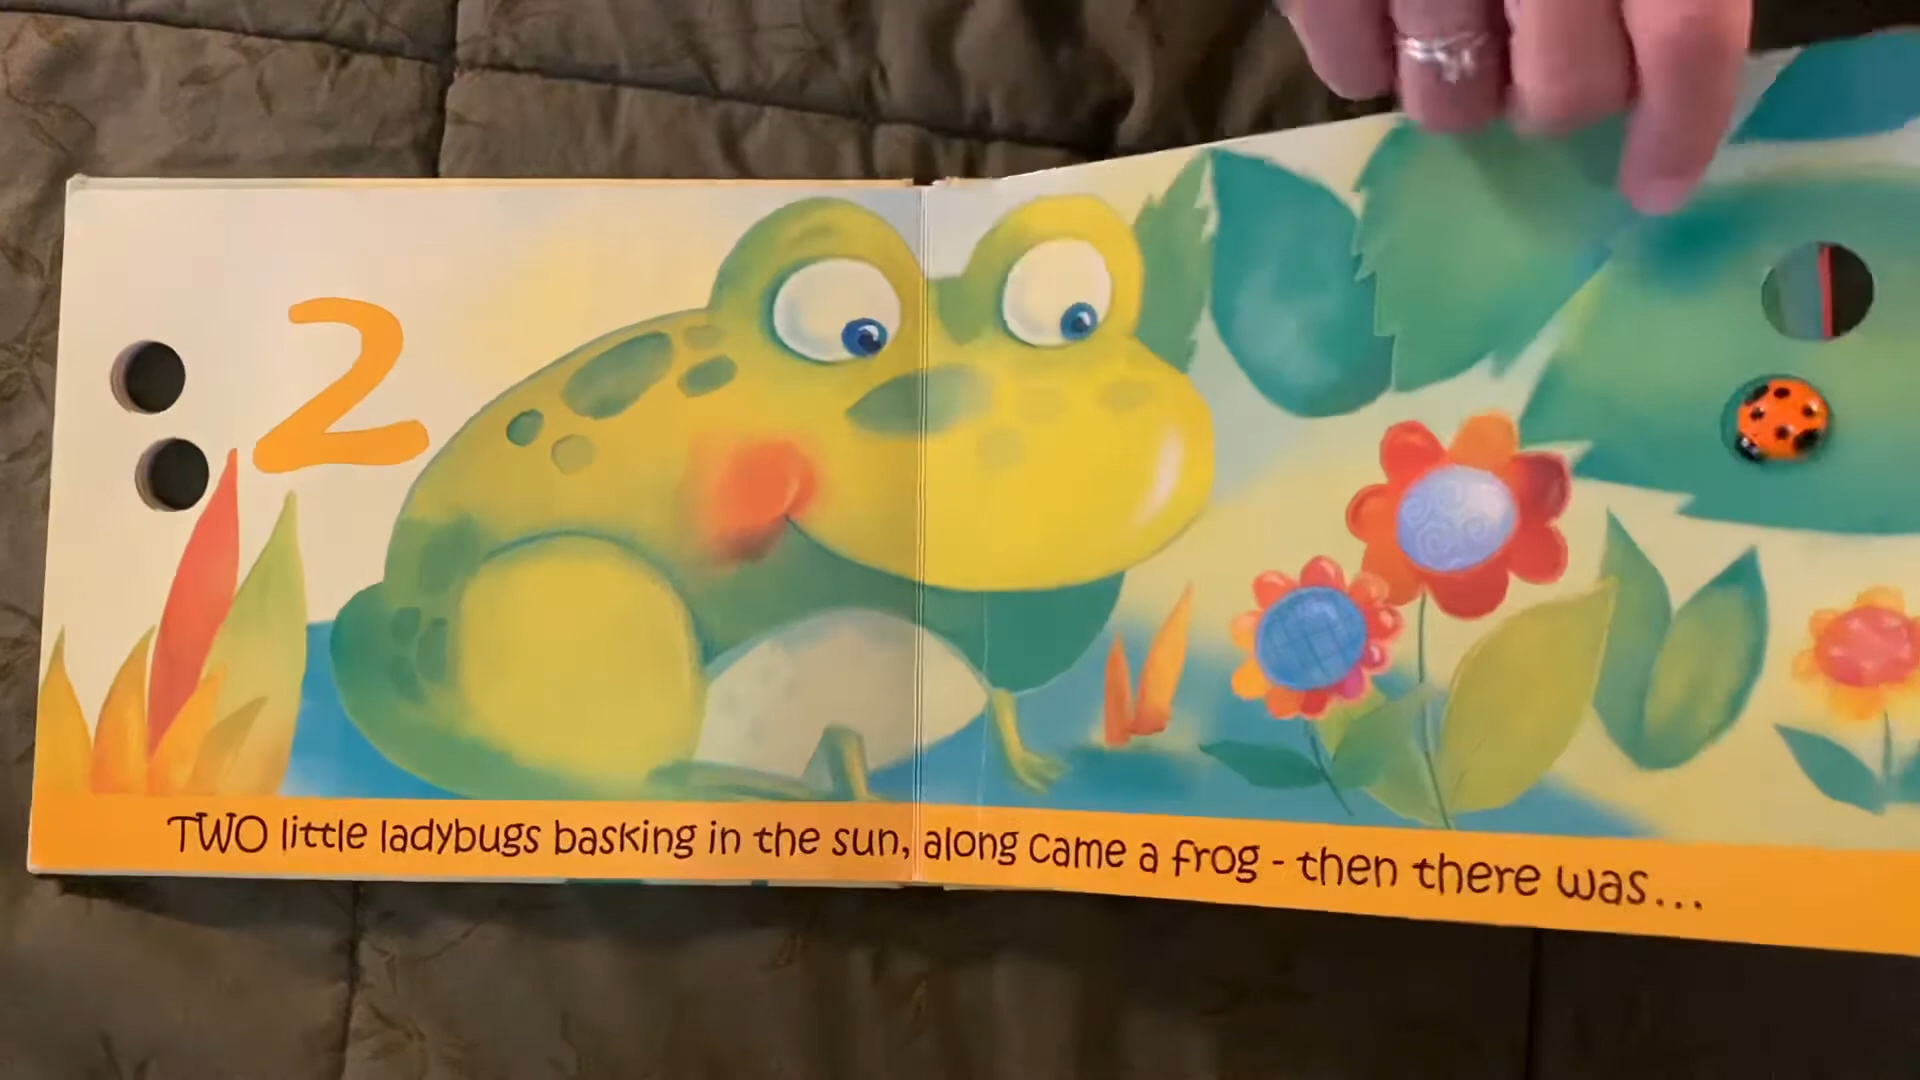 2
TWO little ladybugs basking in the sun, along came a frog - then there was...